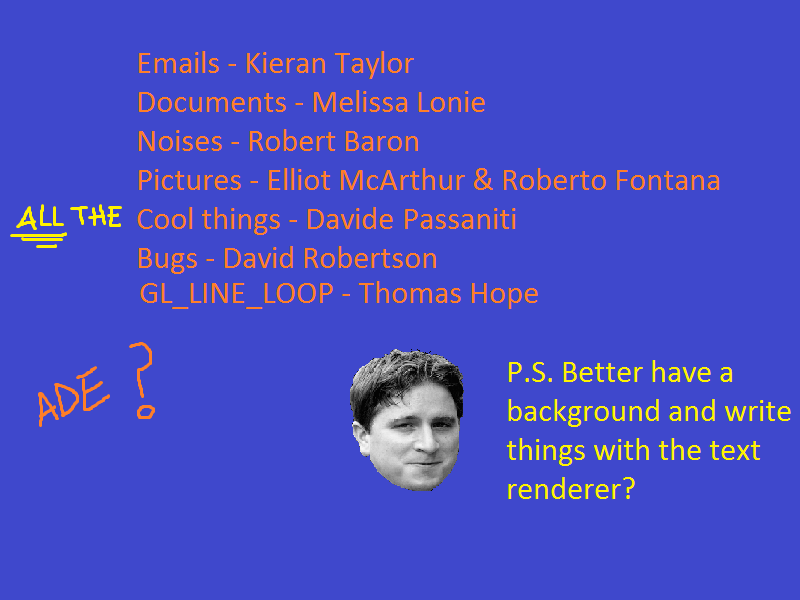 Emails - Kieran Taylor
Documents - Melissa Lonie
Noises - Robert Baron
Pictures - Elliot McArthur & Roberto Fontana
ALL THE Cool things - Davide Passaniti
Bugs - David Robertson
GL_LINE_LOOP - Thomas Hope
ADE ?
P.S. Better have a
background and write
things with the text
renderer?